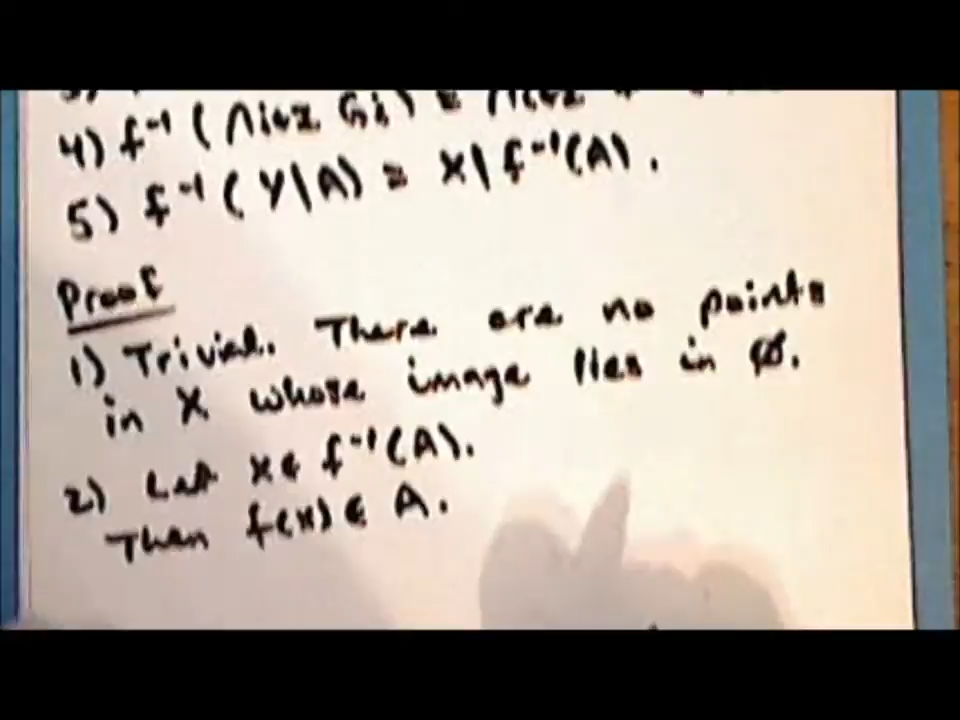 4) f⁻¹(∩i∈I Gi) =
5) f⁻¹(Y\A) = X\f⁻¹(A).
Proof
1) Trivial. There are no points
in X whose image lies in ∅.
2) Let x∈f⁻¹(A).
Then f(x)∈A.